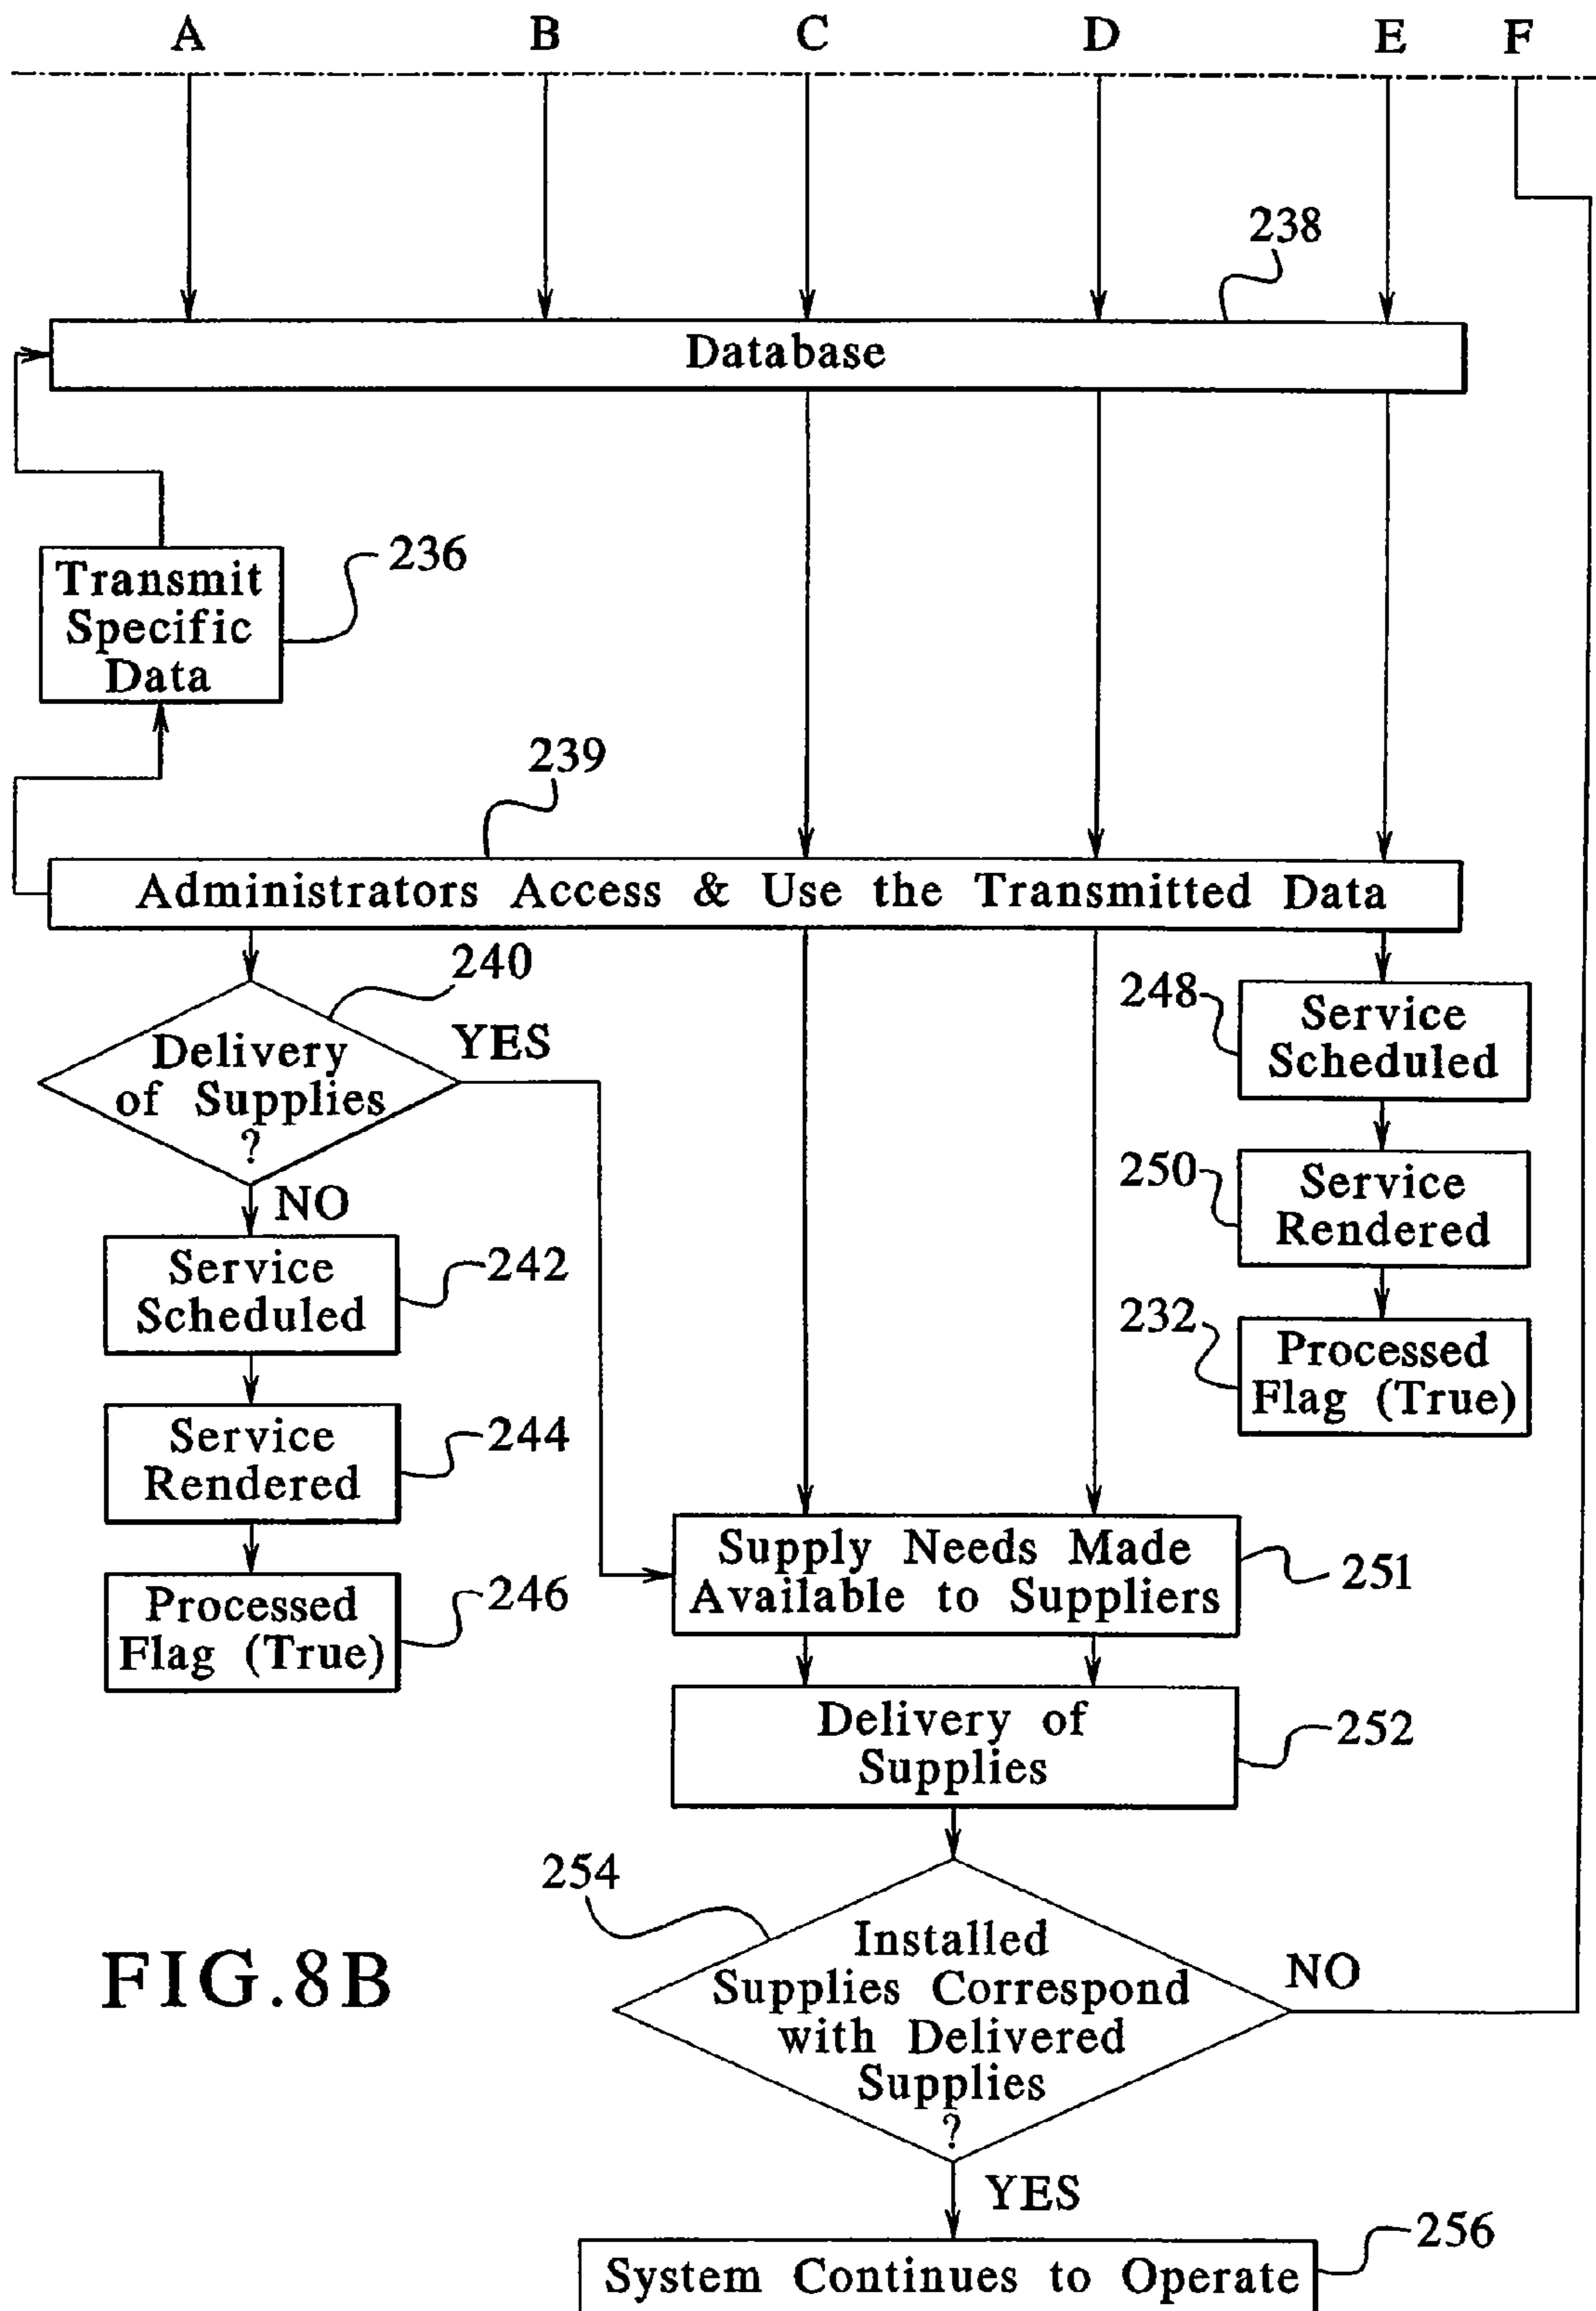 A B C D E F
238
Database
236
Transmit
Specific
Data
239
Administrators Access & Use the Transmitted Data
240
Delivery
of Supplies
?
YES
NO
248
Service
Scheduled
250
Service
Rendered
232
Processed
Flag (True)
242
Service
Scheduled
244
Service
Rendered
246
Processed
Flag (True)
Supply Needs Made
Available to Suppliers
251
Delivery of
Supplies
252
254
Installed
Supplies Correspond
with Delivered
Supplies
?
NO
YES
FIG.8B
256
System Continues to Operate